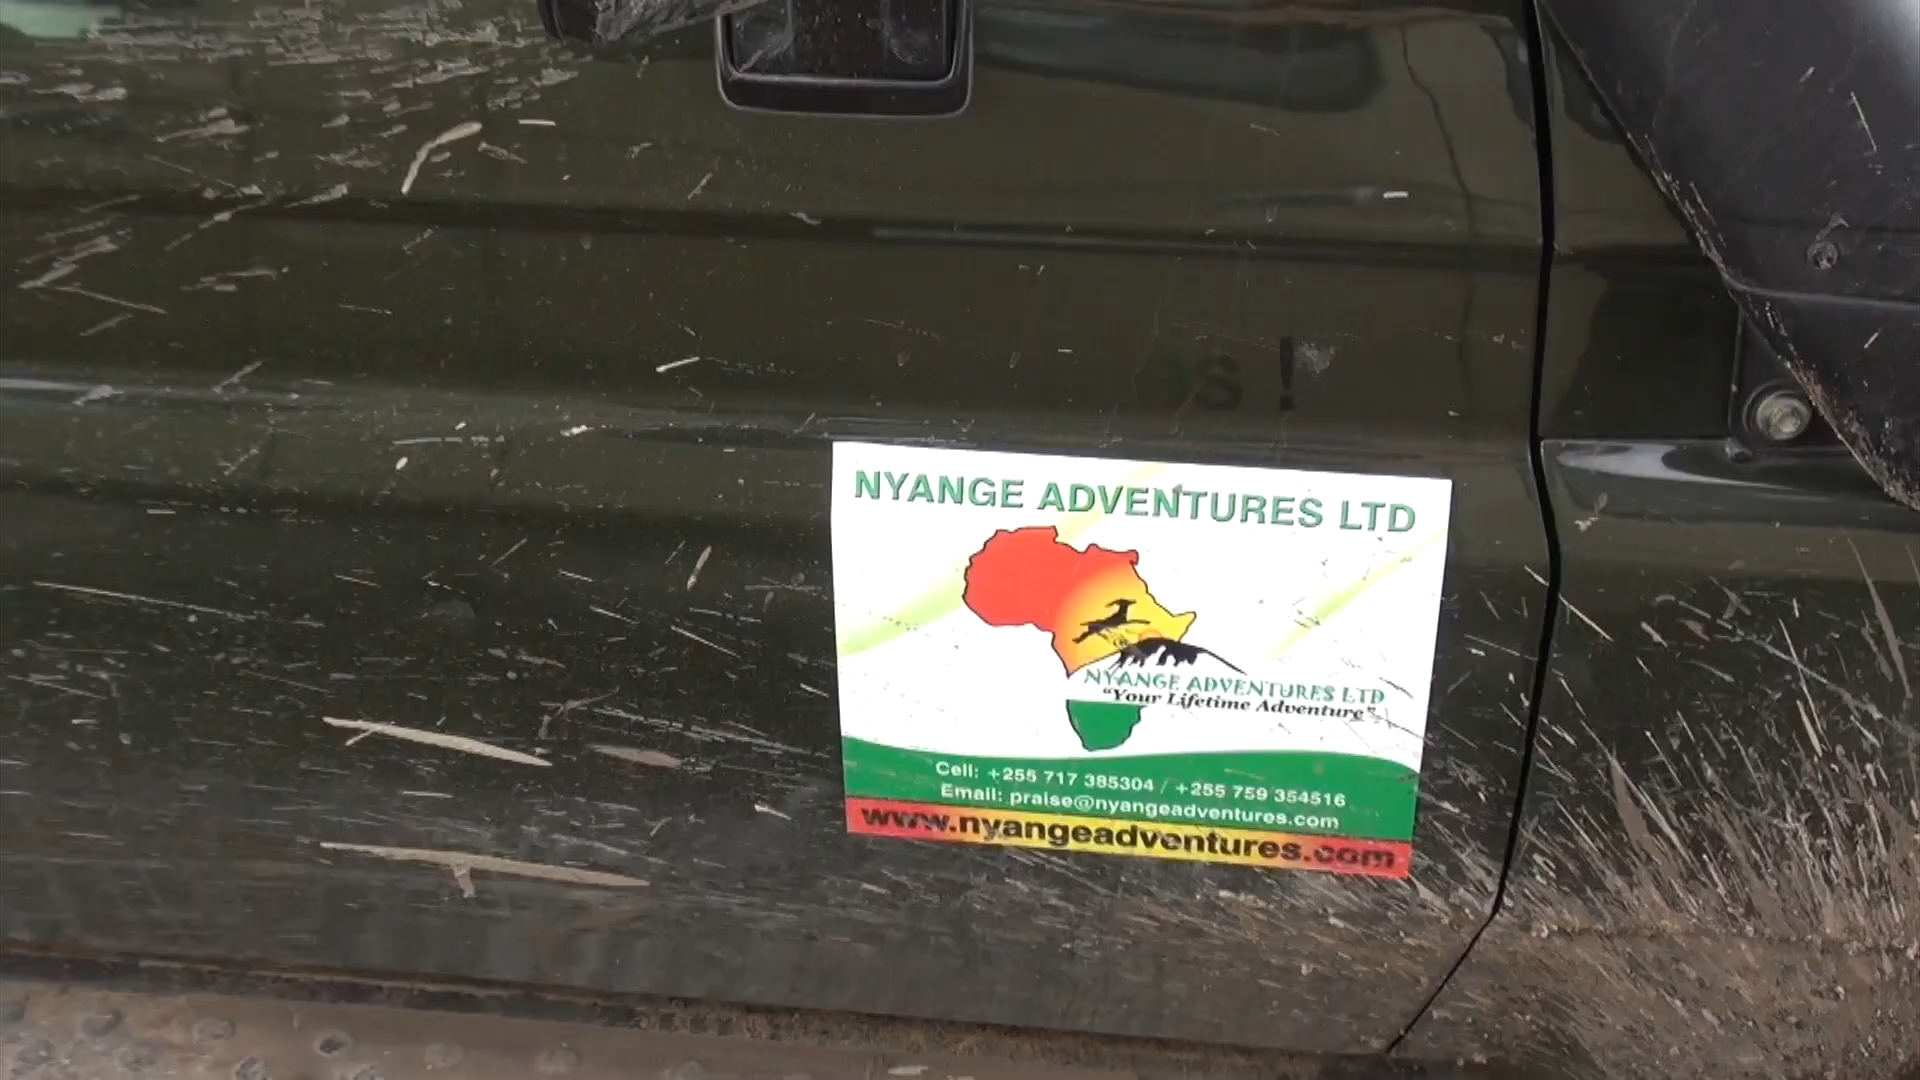 S !
NYANGE ADVENTURES LTD
NYANGE ADVENTURES LTD
"Your Lifetime Adventure"
Cell: +255 717 385304 / +255 759 354516
Email: praise@nyangeadventures.com
www.nyangeadventures.com